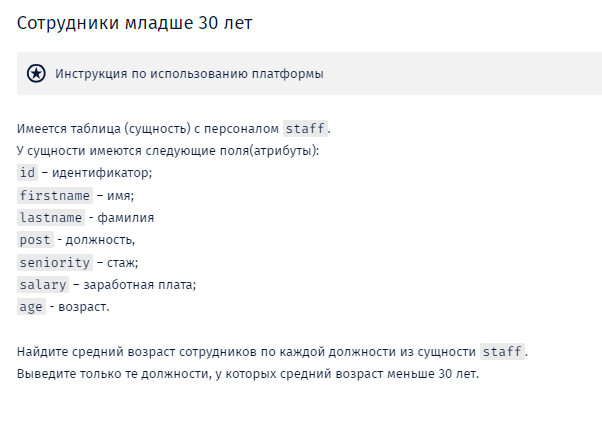 Сотрудники младше 30 лет
Инструкция по использованию платформы
Имеется таблица (сущность) с персоналом staff.
У сущности имеются следующие поля(атрибуты):
id – идентификатор;
firstname – имя;
lastname - фамилия
post - должность,
seniority – стаж;
salary – заработная плата;
age - возраст.
Найдите средний возраст сотрудников по каждой должности из сущности staff.
Выведите только те должности, у которых средний возраст меньше 30 лет.